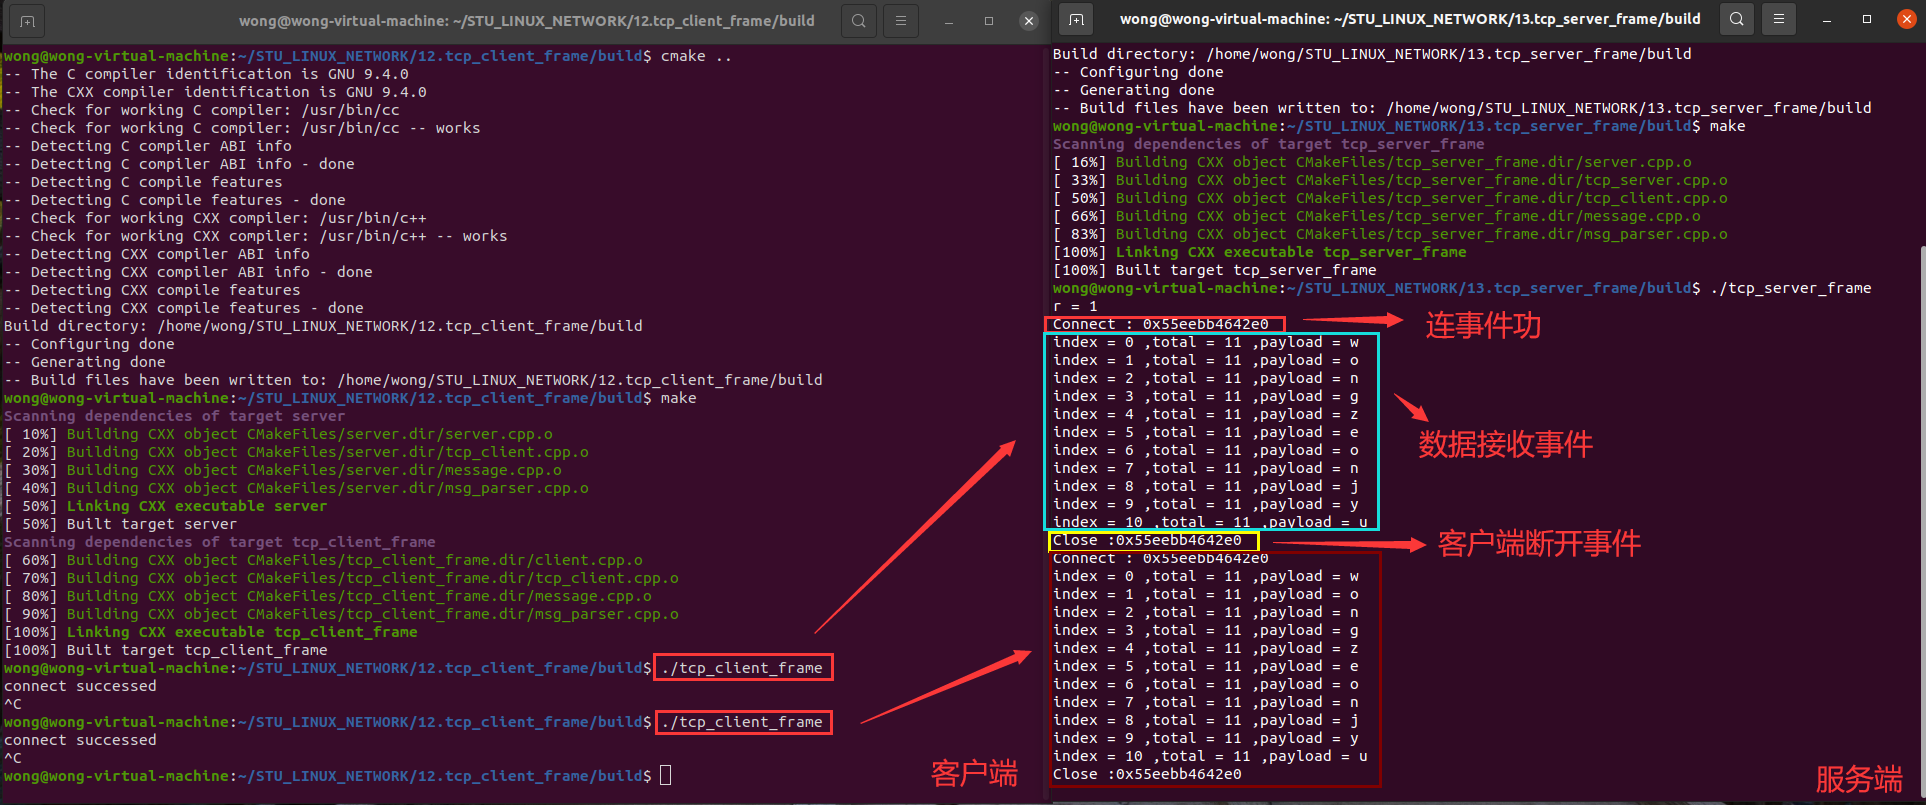 wong@wong-virtual-machine: ~/STU_LINUX_NETWORK/12.tcp_client_frame/build
wong@wong-virtual-machine:~/STU_LINUX_NETWORK/12.tcp_client_frame/build$ cmake ..
-- The C compiler identification is GNU 9.4.0
-- The CXX compiler identification is GNU 9.4.0
-- Check for working C compiler: /usr/bin/cc
-- Check for working C compiler: /usr/bin/cc -- works
-- Detecting C compiler ABI info
-- Detecting C compiler ABI info - done
-- Detecting C compile features
-- Detecting C compile features - done
-- Check for working CXX compiler: /usr/bin/c++
-- Check for working CXX compiler: /usr/bin/c++ -- works
-- Detecting CXX compiler ABI info
-- Detecting CXX compiler ABI info - done
-- Detecting CXX compile features
-- Detecting CXX compile features - done
Build directory: /home/wong/STU_LINUX_NETWORK/12.tcp_client_frame/build
-- Configuring done
-- Generating done
-- Build files have been written to: /home/wong/STU_LINUX_NETWORK/12.tcp_client_frame/build
wong@wong-virtual-machine:~/STU_LINUX_NETWORK/12.tcp_client_frame/build$ make
Scanning dependencies of target server
[ 10%] Building CXX object CMakeFiles/server.dir/server.cpp.o
[ 20%] Building CXX object CMakeFiles/server.dir/tcp_client.cpp.o
[ 30%] Building CXX object CMakeFiles/server.dir/message.cpp.o
[ 40%] Building CXX object CMakeFiles/server.dir/msg_parser.cpp.o
[ 50%] Linking CXX executable server
[ 50%] Built target server
Scanning dependencies of target tcp_client_frame
[ 60%] Building CXX object CMakeFiles/tcp_client_frame.dir/client.cpp.o
[ 70%] Building CXX object CMakeFiles/tcp_client_frame.dir/tcp_client.cpp.o
[ 80%] Building CXX object CMakeFiles/tcp_client_frame.dir/message.cpp.o
[ 90%] Building CXX object CMakeFiles/tcp_client_frame.dir/msg_parser.cpp.o
[100%] Linking CXX executable tcp_client_frame
[100%] Built target tcp_client_frame
wong@wong-virtual-machine:~/STU_LINUX_NETWORK/12.tcp_client_frame/build$ ./tcp_client_frame
connect successed
^C
wong@wong-virtual-machine:~/STU_LINUX_NETWORK/12.tcp_client_frame/build$ ./tcp_client_frame
connect successed
^C
wong@wong-virtual-machine:~/STU_LINUX_NETWORK/12.tcp_client_frame/build$
客户端
wong@wong-virtual-machine: ~/STU_LINUX_NETWORK/13.tcp_server_frame/build
Build directory: /home/wong/STU_LINUX_NETWORK/13.tcp_server_frame/build
-- Configuring done
-- Generating done
-- Build files have been written to: /home/wong/STU_LINUX_NETWORK/13.tcp_server_frame/build
wong@wong-virtual-machine:~/STU_LINUX_NETWORK/13.tcp_server_frame/build$ make
Scanning dependencies of target tcp_server_frame
[ 16%] Building CXX object CMakeFiles/tcp_server_frame.dir/server.cpp.o
[ 33%] Building CXX object CMakeFiles/tcp_server_frame.dir/tcp_server.cpp.o
[ 50%] Building CXX object CMakeFiles/tcp_server_frame.dir/tcp_client.cpp.o
[ 66%] Building CXX object CMakeFiles/tcp_server_frame.dir/message.cpp.o
[ 83%] Building CXX object CMakeFiles/tcp_server_frame.dir/msg_parser.cpp.o
[100%] Linking CXX executable tcp_server_frame
[100%] Built target tcp_server_frame
wong@wong-virtual-machine:~/STU_LINUX_NETWORK/13.tcp_server_frame/build$ ./tcp_server_frame
r = 1
Connect : 0x55eebb4642e0
连事件功
index = 0 ,total = 11 ,payload = w
index = 1 ,total = 11 ,payload = o
index = 2 ,total = 11 ,payload = n
index = 3 ,total = 11 ,payload = g
index = 4 ,total = 11 ,payload = z
index = 5 ,total = 11 ,payload = e
index = 6 ,total = 11 ,payload = o
index = 7 ,total = 11 ,payload = n
index = 8 ,total = 11 ,payload = j
index = 9 ,total = 11 ,payload = y
index = 10 ,total = 11 ,payload = u
数据接收事件
Close :0x55eebb4642e0
客户端断开事件
Connect : 0x55eebb4642e0
index = 0 ,total = 11 ,payload = w
index = 1 ,total = 11 ,payload = o
index = 2 ,total = 11 ,payload = n
index = 3 ,total = 11 ,payload = g
index = 4 ,total = 11 ,payload = z
index = 5 ,total = 11 ,payload = e
index = 6 ,total = 11 ,payload = o
index = 7 ,total = 11 ,payload = n
index = 8 ,total = 11 ,payload = j
index = 9 ,total = 11 ,payload = y
index = 10 ,total = 11 ,payload = u
Close :0x55eebb4642e0
服务端